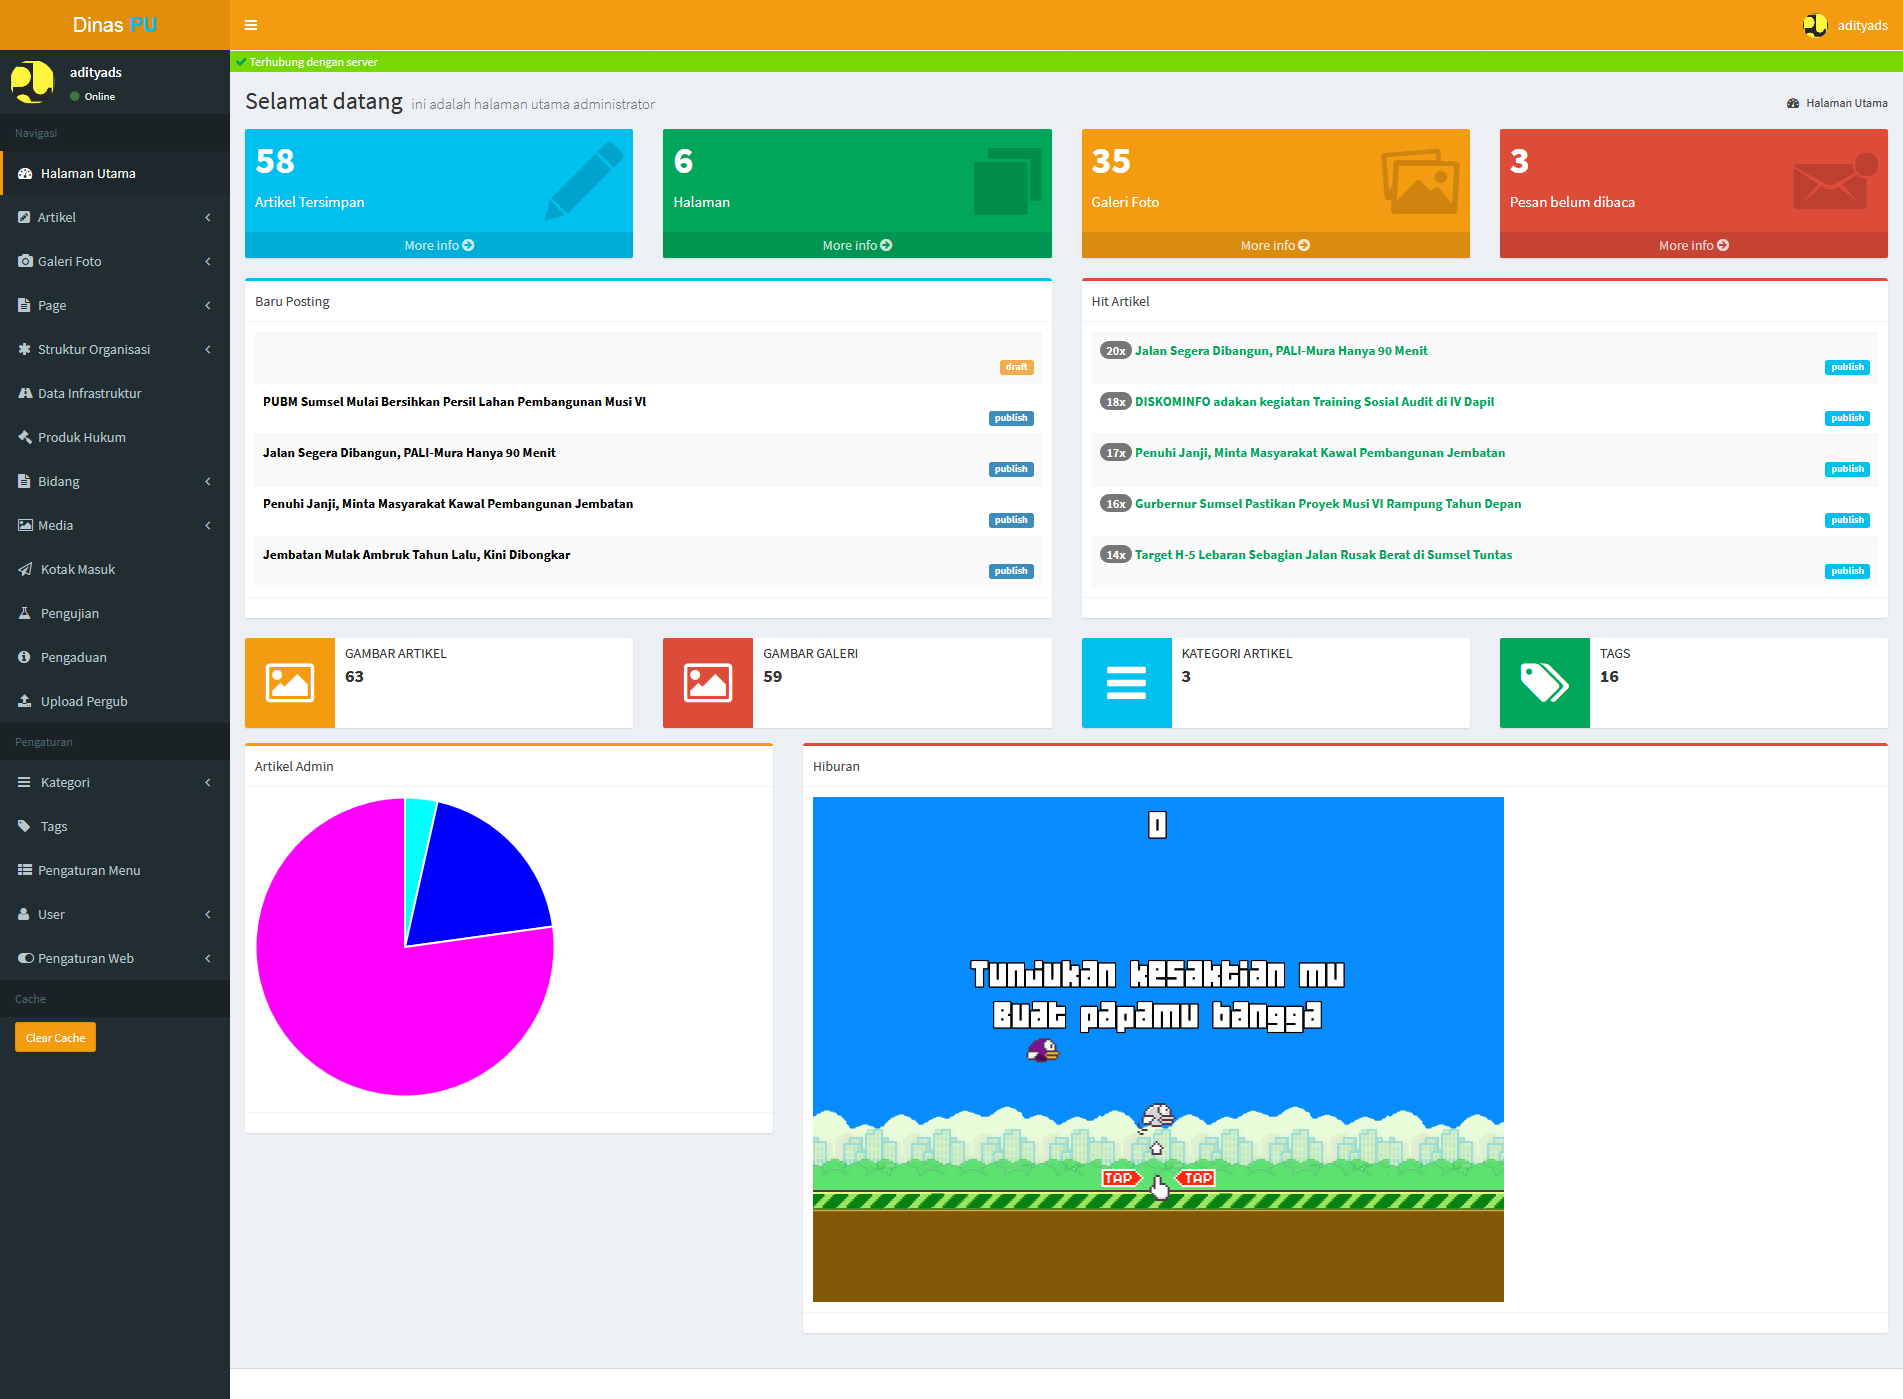 Dinas PU
adityads
Terhubung dengan server
adityads
Online
Navigasi
Halaman Utama
Artikel
Galeri Foto
Page
Struktur Organisasi
Data Infrastruktur
Produk Hukum
Bidang
Media
Kotak Masuk
Pengujian
Pengaduan
Upload Pergub
Pengaturan
Kategori
Tags
Pengaturan Menu
User
Pengaturan Web
Cache
Clear Cache
Selamat datang ini adalah halaman utama administrator
Halaman Utama
58
Artikel Tersimpan
More info
6
Halaman
More info
35
Galeri Foto
More info
3
Pesan belum dibaca
More info
Baru Posting
draft
PUBM Sumsel Mulai Bersihkan Persil Lahan Pembangunan Musi Vl
publish
Jalan Segera Dibangun, PALI-Mura Hanya 90 Menit
publish
Penuhi Janji, Minta Masyarakat Kawal Pembangunan Jembatan
publish
Jembatan Mulak Ambruk Tahun Lalu, Kini Dibongkar
publish
Hit Artikel
20x Jalan Segera Dibangun, PALI-Mura Hanya 90 Menit
publish
18x DISKOMINFO adakan kegiatan Training Sosial Audit di IV Dapil
publish
17x Penuhi Janji, Minta Masyarakat Kawal Pembangunan Jembatan
publish
16x Gurbernur Sumsel Pastikan Proyek Musi VI Rampung Tahun Depan
publish
14x Target H-5 Lebaran Sebagian Jalan Rusak Berat di Sumsel Tuntas
publish
GAMBAR ARTIKEL
63
GAMBAR GALERI
59
KATEGORI ARTIKEL
3
TAGS
16
Artikel Admin
Hiburan
0
Tunjukan kesaktian mu
Buat papamu bangga
TAP TAP